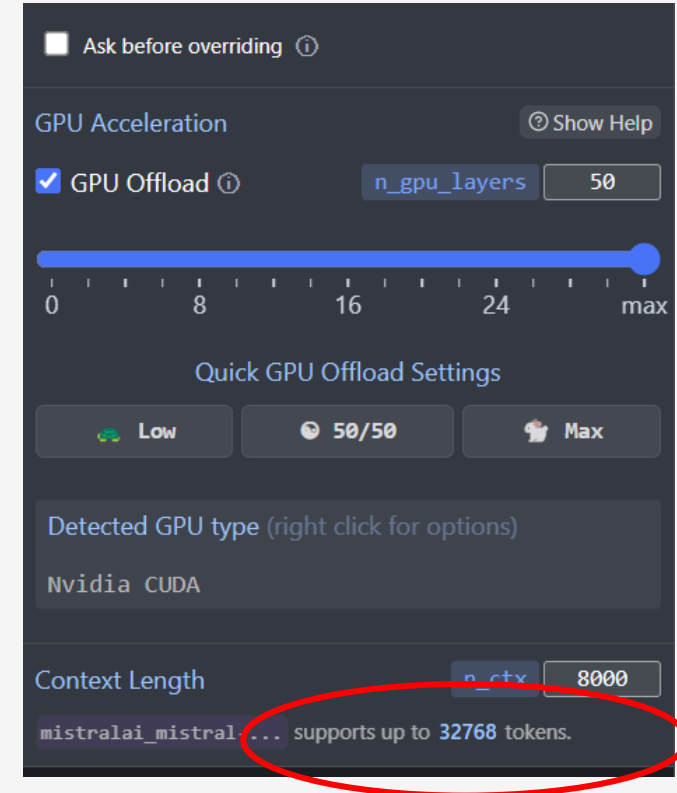 Ask before overriding
GPU Acceleration Show Help
GPU Offload n_gpu_layers 50
0 8 16 24 max
Quick GPU Offload Settings
Low 50/50 Max
Detected GPU type (right click for options)
Nvidia CUDA
Context Length n_ctx 8000
mistralai_mistral-... supports up to 32768 tokens.